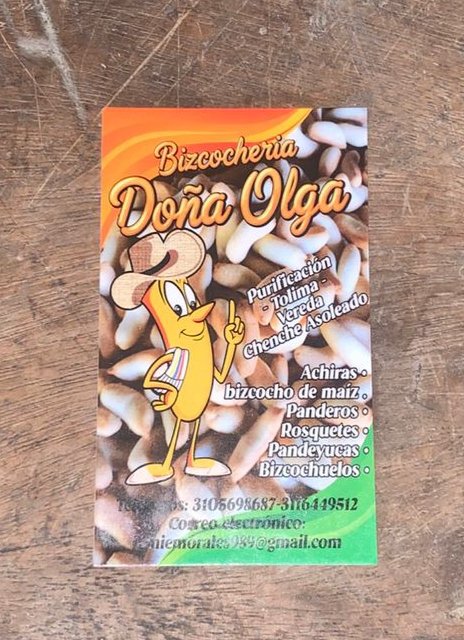 Bizcocheria
Doña Olga
Purificación
- Tolima -
Vereda
Chenche Asoleado
Achiras •
bizcocho de maíz .
Panderos •
Rosquetes •
Pandeyucas •
Bizcochuelos •
3105698687-3116449512
Correo electrónico: